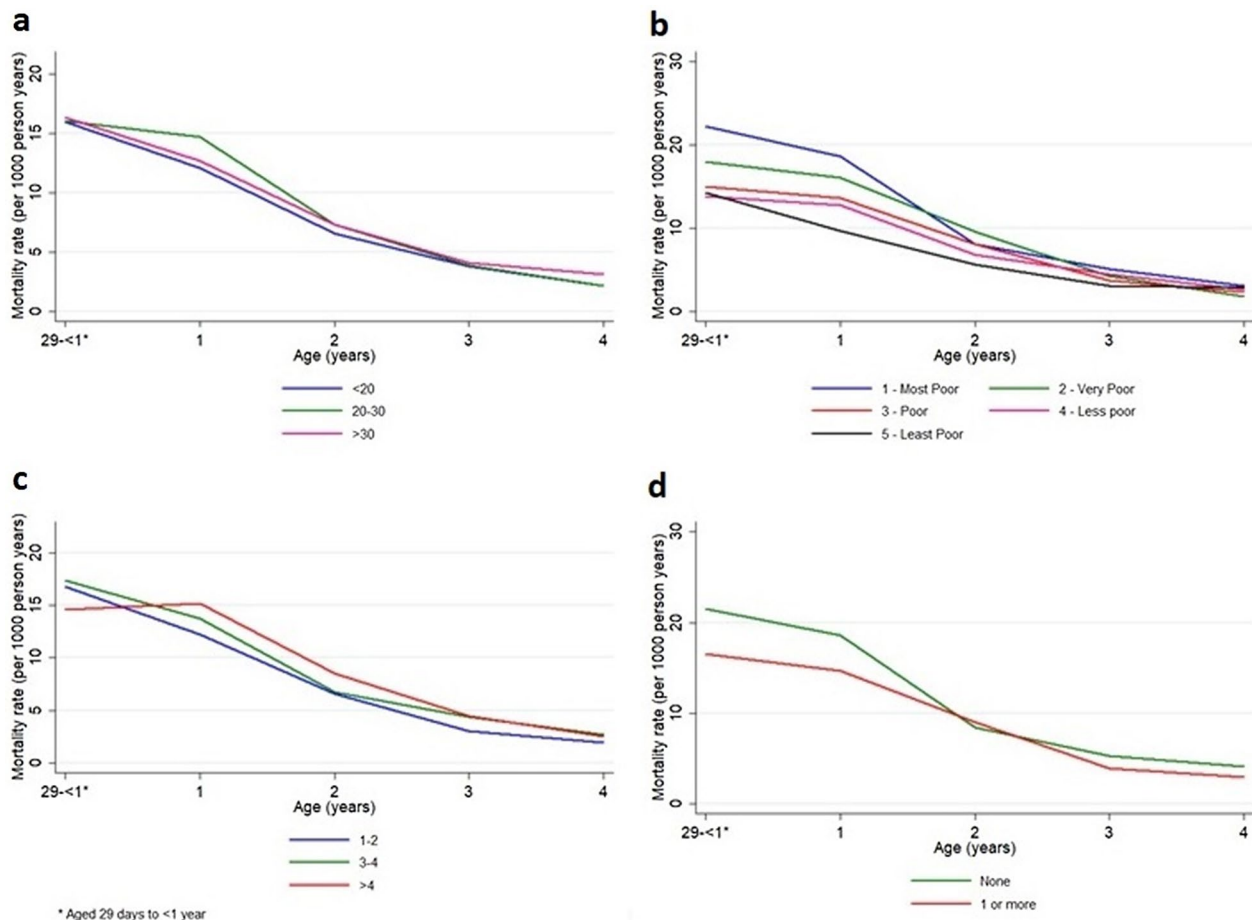 a
Mortality rate (per 1000 person years)
20
15
10
5
0
29-<1*
1
2
3
4
Age (years)
<20
20-30
>30
b
Mortality rate (per 1000 person years)
30
20
10
0
29-<1*
1
2
3
4
Age (years)
1 - Most Poor
2 - Very Poor
3 - Poor
4 - Less poor
5 - Least Poor
c
Mortality rate (per 1000 person years)
20
15
10
5
0
29-<1*
1
2
3
4
Age (years)
1-2
3-4
>4
* Aged 29 days to <1 year
d
Mortality rate (per 1000 person years)
30
20
10
0
29-<1*
1
2
3
4
Age (years)
None
1 or more